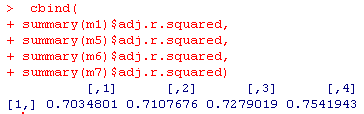 >  cbind(
+ summary(m1)$adj.r.squared,
+ summary(m5)$adj.r.squared,
+ summary(m6)$adj.r.squared,
+ summary(m7)$adj.r.squared)
          [,1]      [,2]      [,3]      [,4]
[1,] 0.7034801 0.7107676 0.7279019 0.7541943